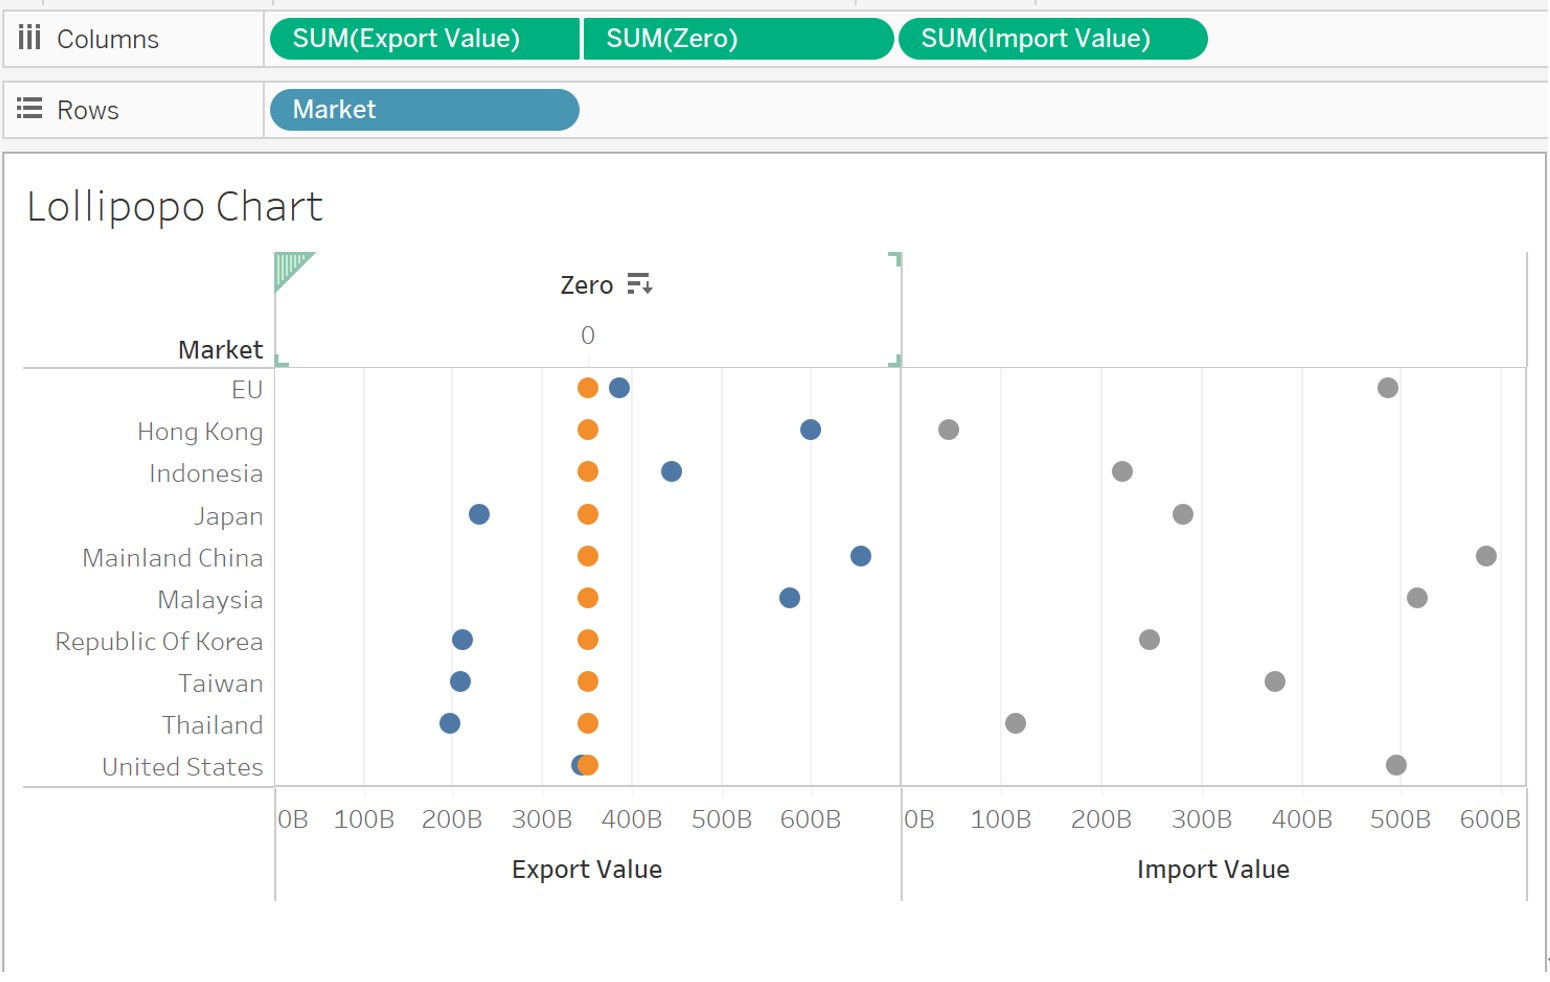 Columns SUM(Export Value) SUM(Zero) SUM(Import Value)
Rows Market
Lollipopo Chart
Zero
0
Market
EU
Hong Kong
Indonesia
Japan
Mainland China
Malaysia
Republic Of Korea
Taiwan
Thailand
United States
0B 100B 200B 300B 400B 500B 600B 0B 100B 200B 300B 400B 500B 600B
Export Value Import Value